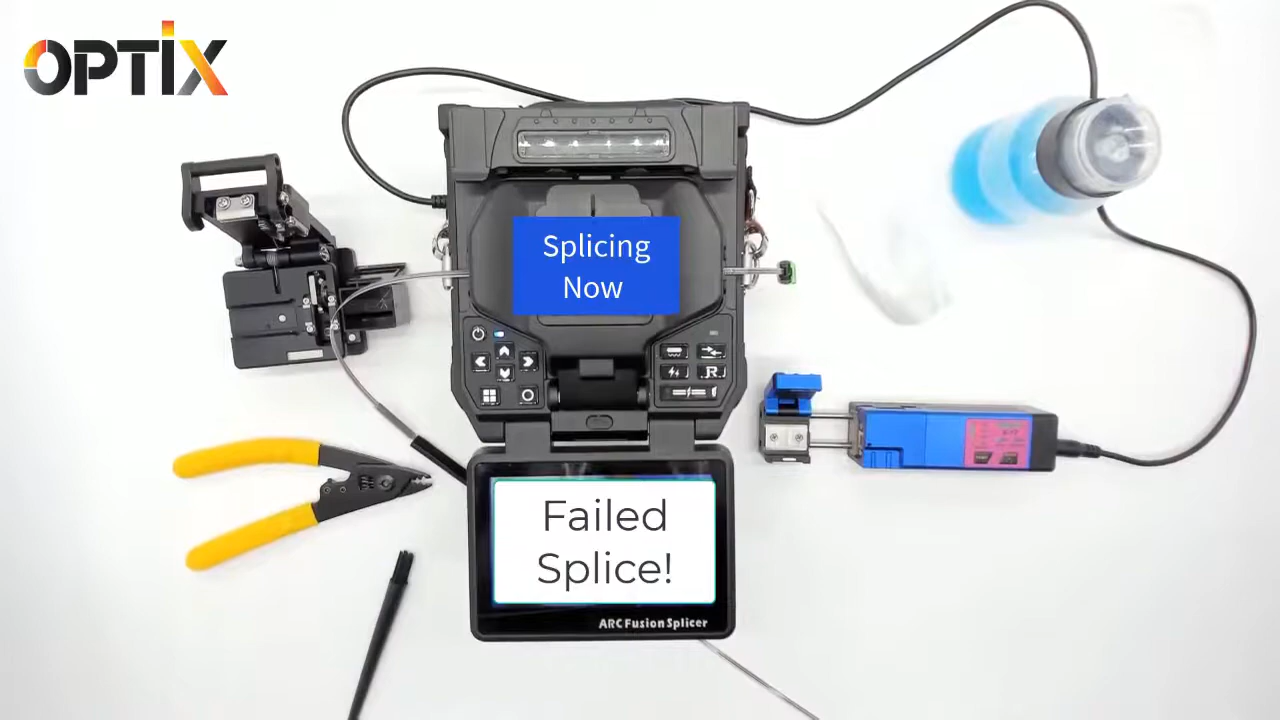 OPTiX
Splicing
Now
R
Failed
Splice!
ARC Fusion Splicer